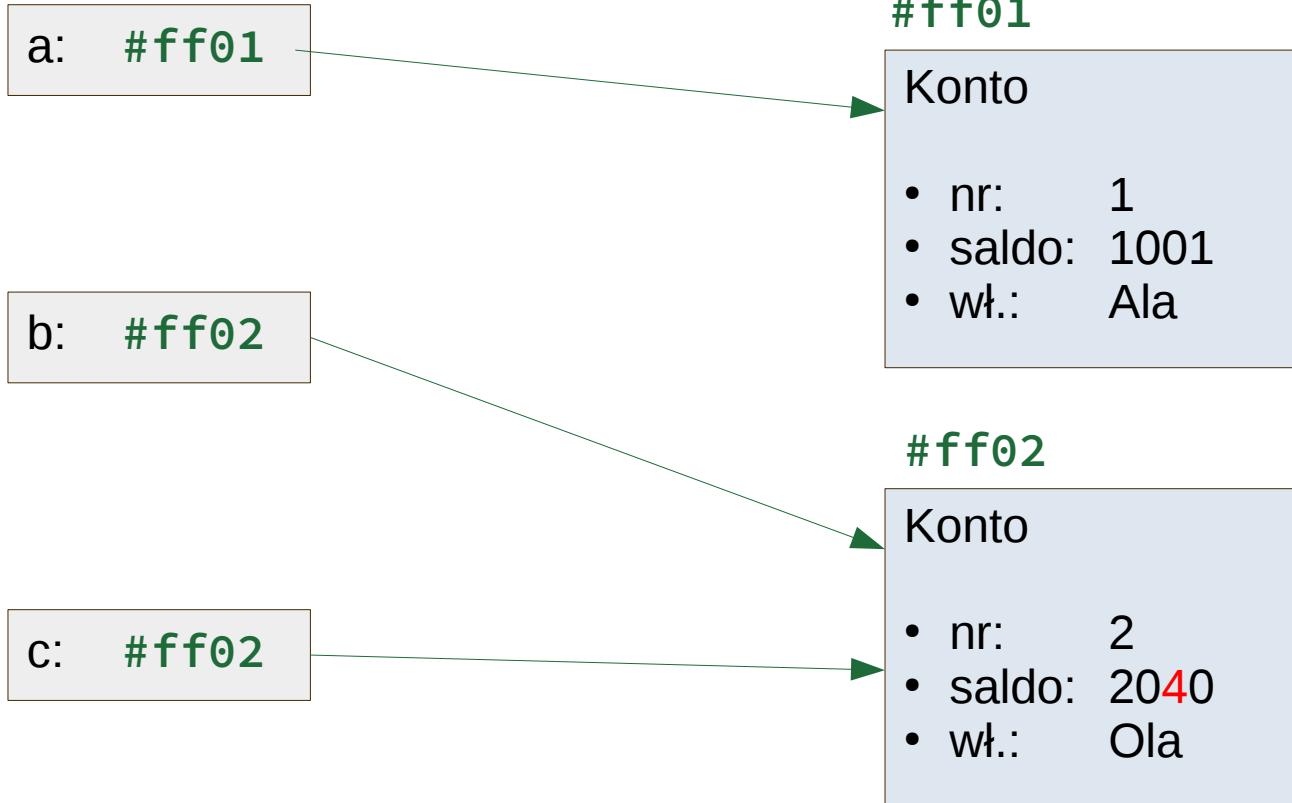 a: #ff01
#ff01
Konto
• nr: 1
• saldo: 1001
• wł.: Ala
b: #ff02
#ff02
Konto
• nr: 2
• saldo: 2040
• wł.: Ola
c: #ff02